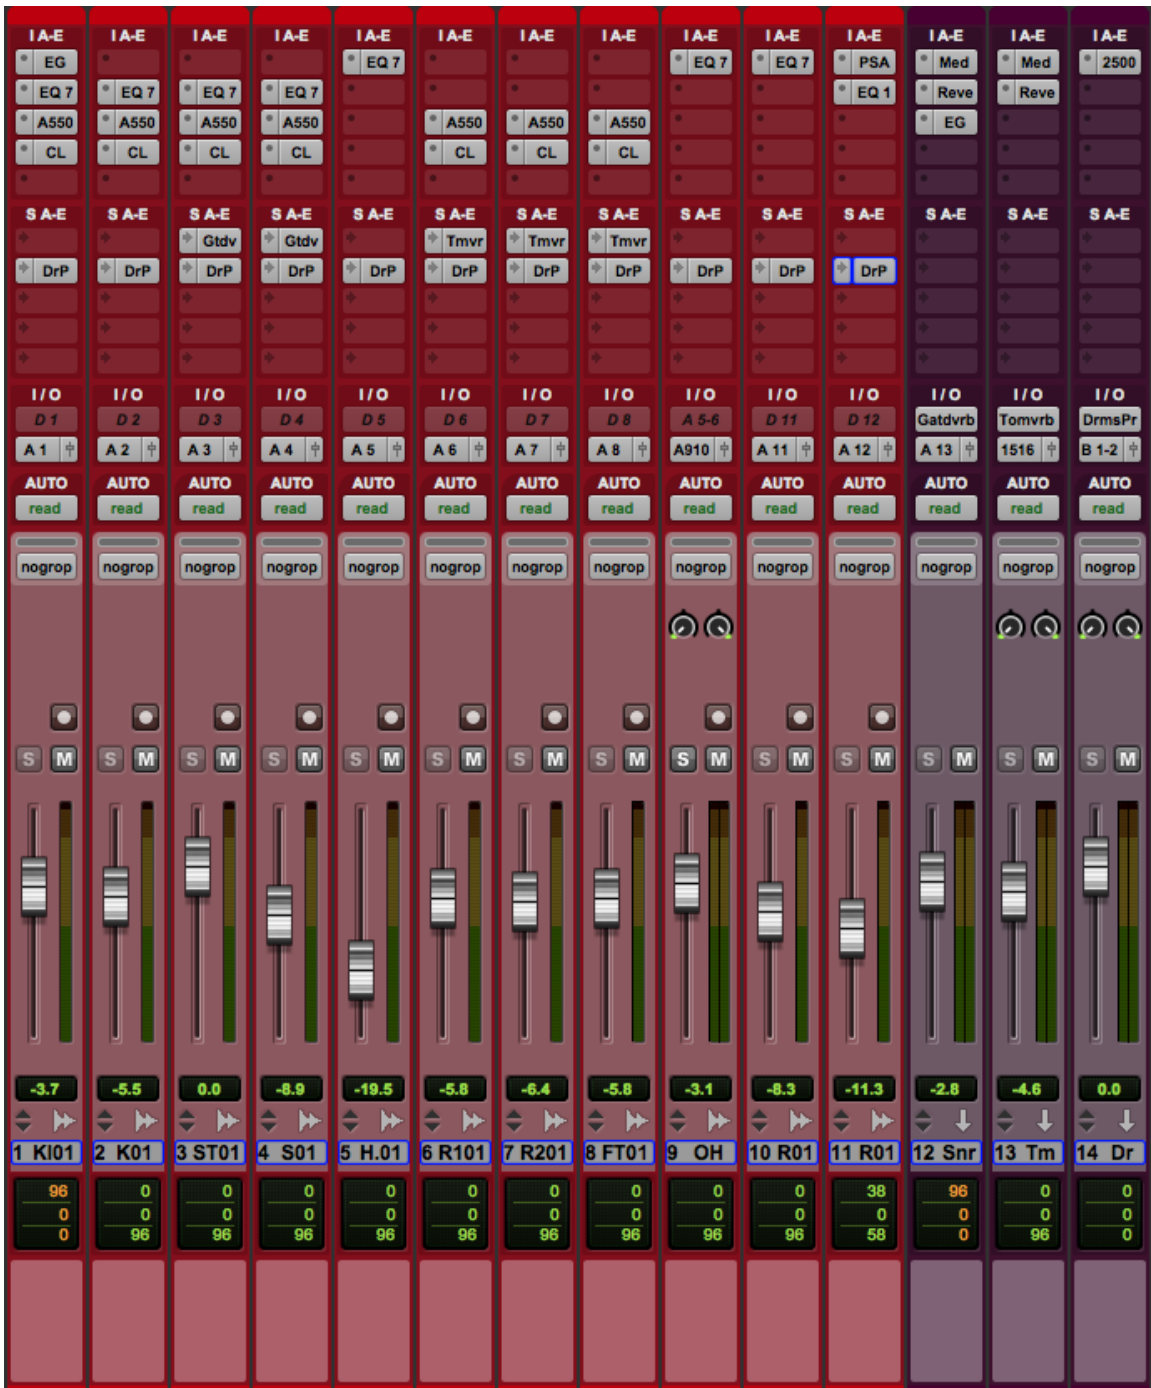 I A-E I A-E I A-E I A-E I A-E I A-E I A-E I A-E I A-E I A-E I A-E I A-E I A-E I A-E
EG EQ 7 EQ 7 EQ 7 PSA Med Med 2500
EQ 7 EQ 7 EQ 7 EQ 7 EQ 1 Reve Reve
A550 A550 A550 A550 A550 A550 A550 EG
CL CL CL CL CL CL CL
S A-E S A-E S A-E S A-E S A-E S A-E S A-E S A-E S A-E S A-E S A-E S A-E S A-E S A-E
Gtdv Gtdv Tmvr Tmvr Tmvr
DrP DrP DrP DrP DrP DrP DrP DrP DrP DrP DrP
I / O I / O I / O I / O I / O I / O I / O I / O I / O I / O I / O I / O I / O I / O
D 1 D 2 D 3 D 4 D 5 D 6 D 7 D 8 A 5-6 D 11 D 12 Gatdvrb Tomvrb DrmsPr
A 1 A 2 A 3 A 4 A 5 A 6 A 7 A 8 A910 A 11 A 12 A 13 1516 B 1-2
AUTO AUTO AUTO AUTO AUTO AUTO AUTO AUTO AUTO AUTO AUTO AUTO AUTO AUTO
read read read read read read read read read read read read read read
nogrop nogrop nogrop nogrop nogrop nogrop nogrop nogrop nogrop nogrop nogrop nogrop nogrop nogrop
S M S M S M S M S M S M S M S M S M S M S M S M S M S M
-3.7 -5.5 0.0 -8.9 -19.5 -5.8 -6.4 -5.8 -3.1 -8.3 -11.3 -2.8 -4.6 0.0
1 KI01 2 K01 3 ST01 4 S01 5 H.01 6 R101 7 R201 8 FT01 9 OH 10 R01 11 R01 12 Snr 13 Tm 14 Dr
96 0 0 0 0 0 0 0 0 0 38 96 0 0
0 0 0 0 0 0 0 0 0 0 0 0 0 0
0 96 96 96 96 96 96 96 96 96 58 0 96 0